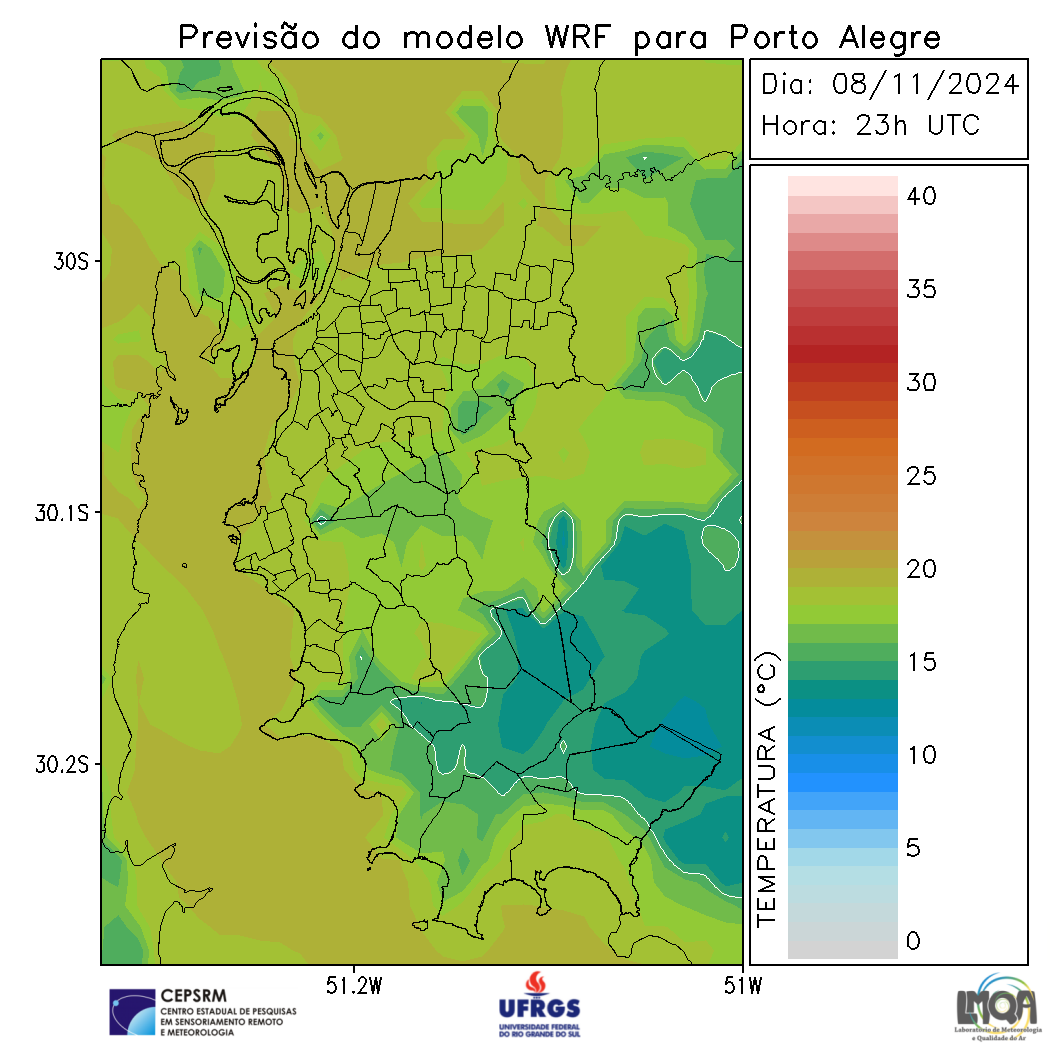 Previsão do modelo WRF para Porto Alegre
Dia: 08/11/2024
Hora: 23h UTC
40
35
30
25
20
15
10
5
0
TEMPERATURA (°C)
30S
30.1S
30.2S
51.2W
51W
CEPSRM
CENTRO ESTADUAL DE PESQUISAS
EM SENSORIAMENTO REMOTO
E METEOROLOGIA
UFRGS
UNIVERSIDADE FEDERAL
DO RIO GRANDE DO SUL
LMQA
Laboratório de Meteorologia
e Qualidade do Ar